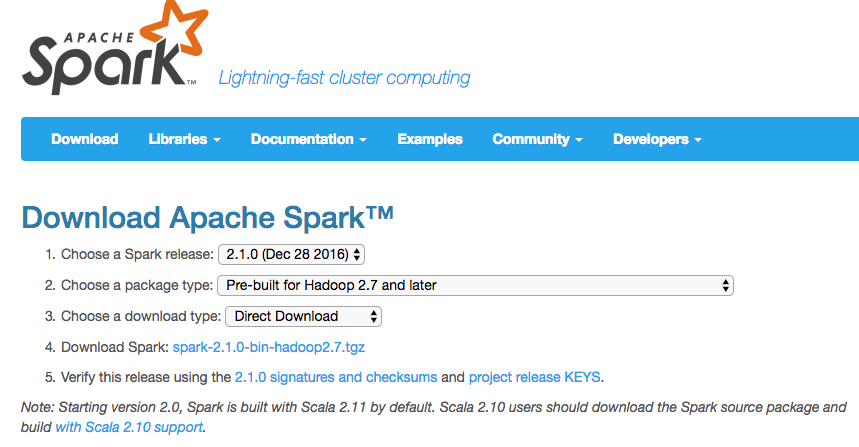 APACHE
Spark™ Lightning-fast cluster computing
Download Libraries Documentation Examples Community Developers
Download Apache Spark™
1. Choose a Spark release: 2.1.0 (Dec 28 2016)
2. Choose a package type: Pre-built for Hadoop 2.7 and later
3. Choose a download type: Direct Download
4. Download Spark: spark-2.1.0-bin-hadoop2.7.tgz
5. Verify this release using the 2.1.0 signatures and checksums and project release KEYS.
Note: Starting version 2.0, Spark is built with Scala 2.11 by default. Scala 2.10 users should download the Spark source package and
build with Scala 2.10 support.